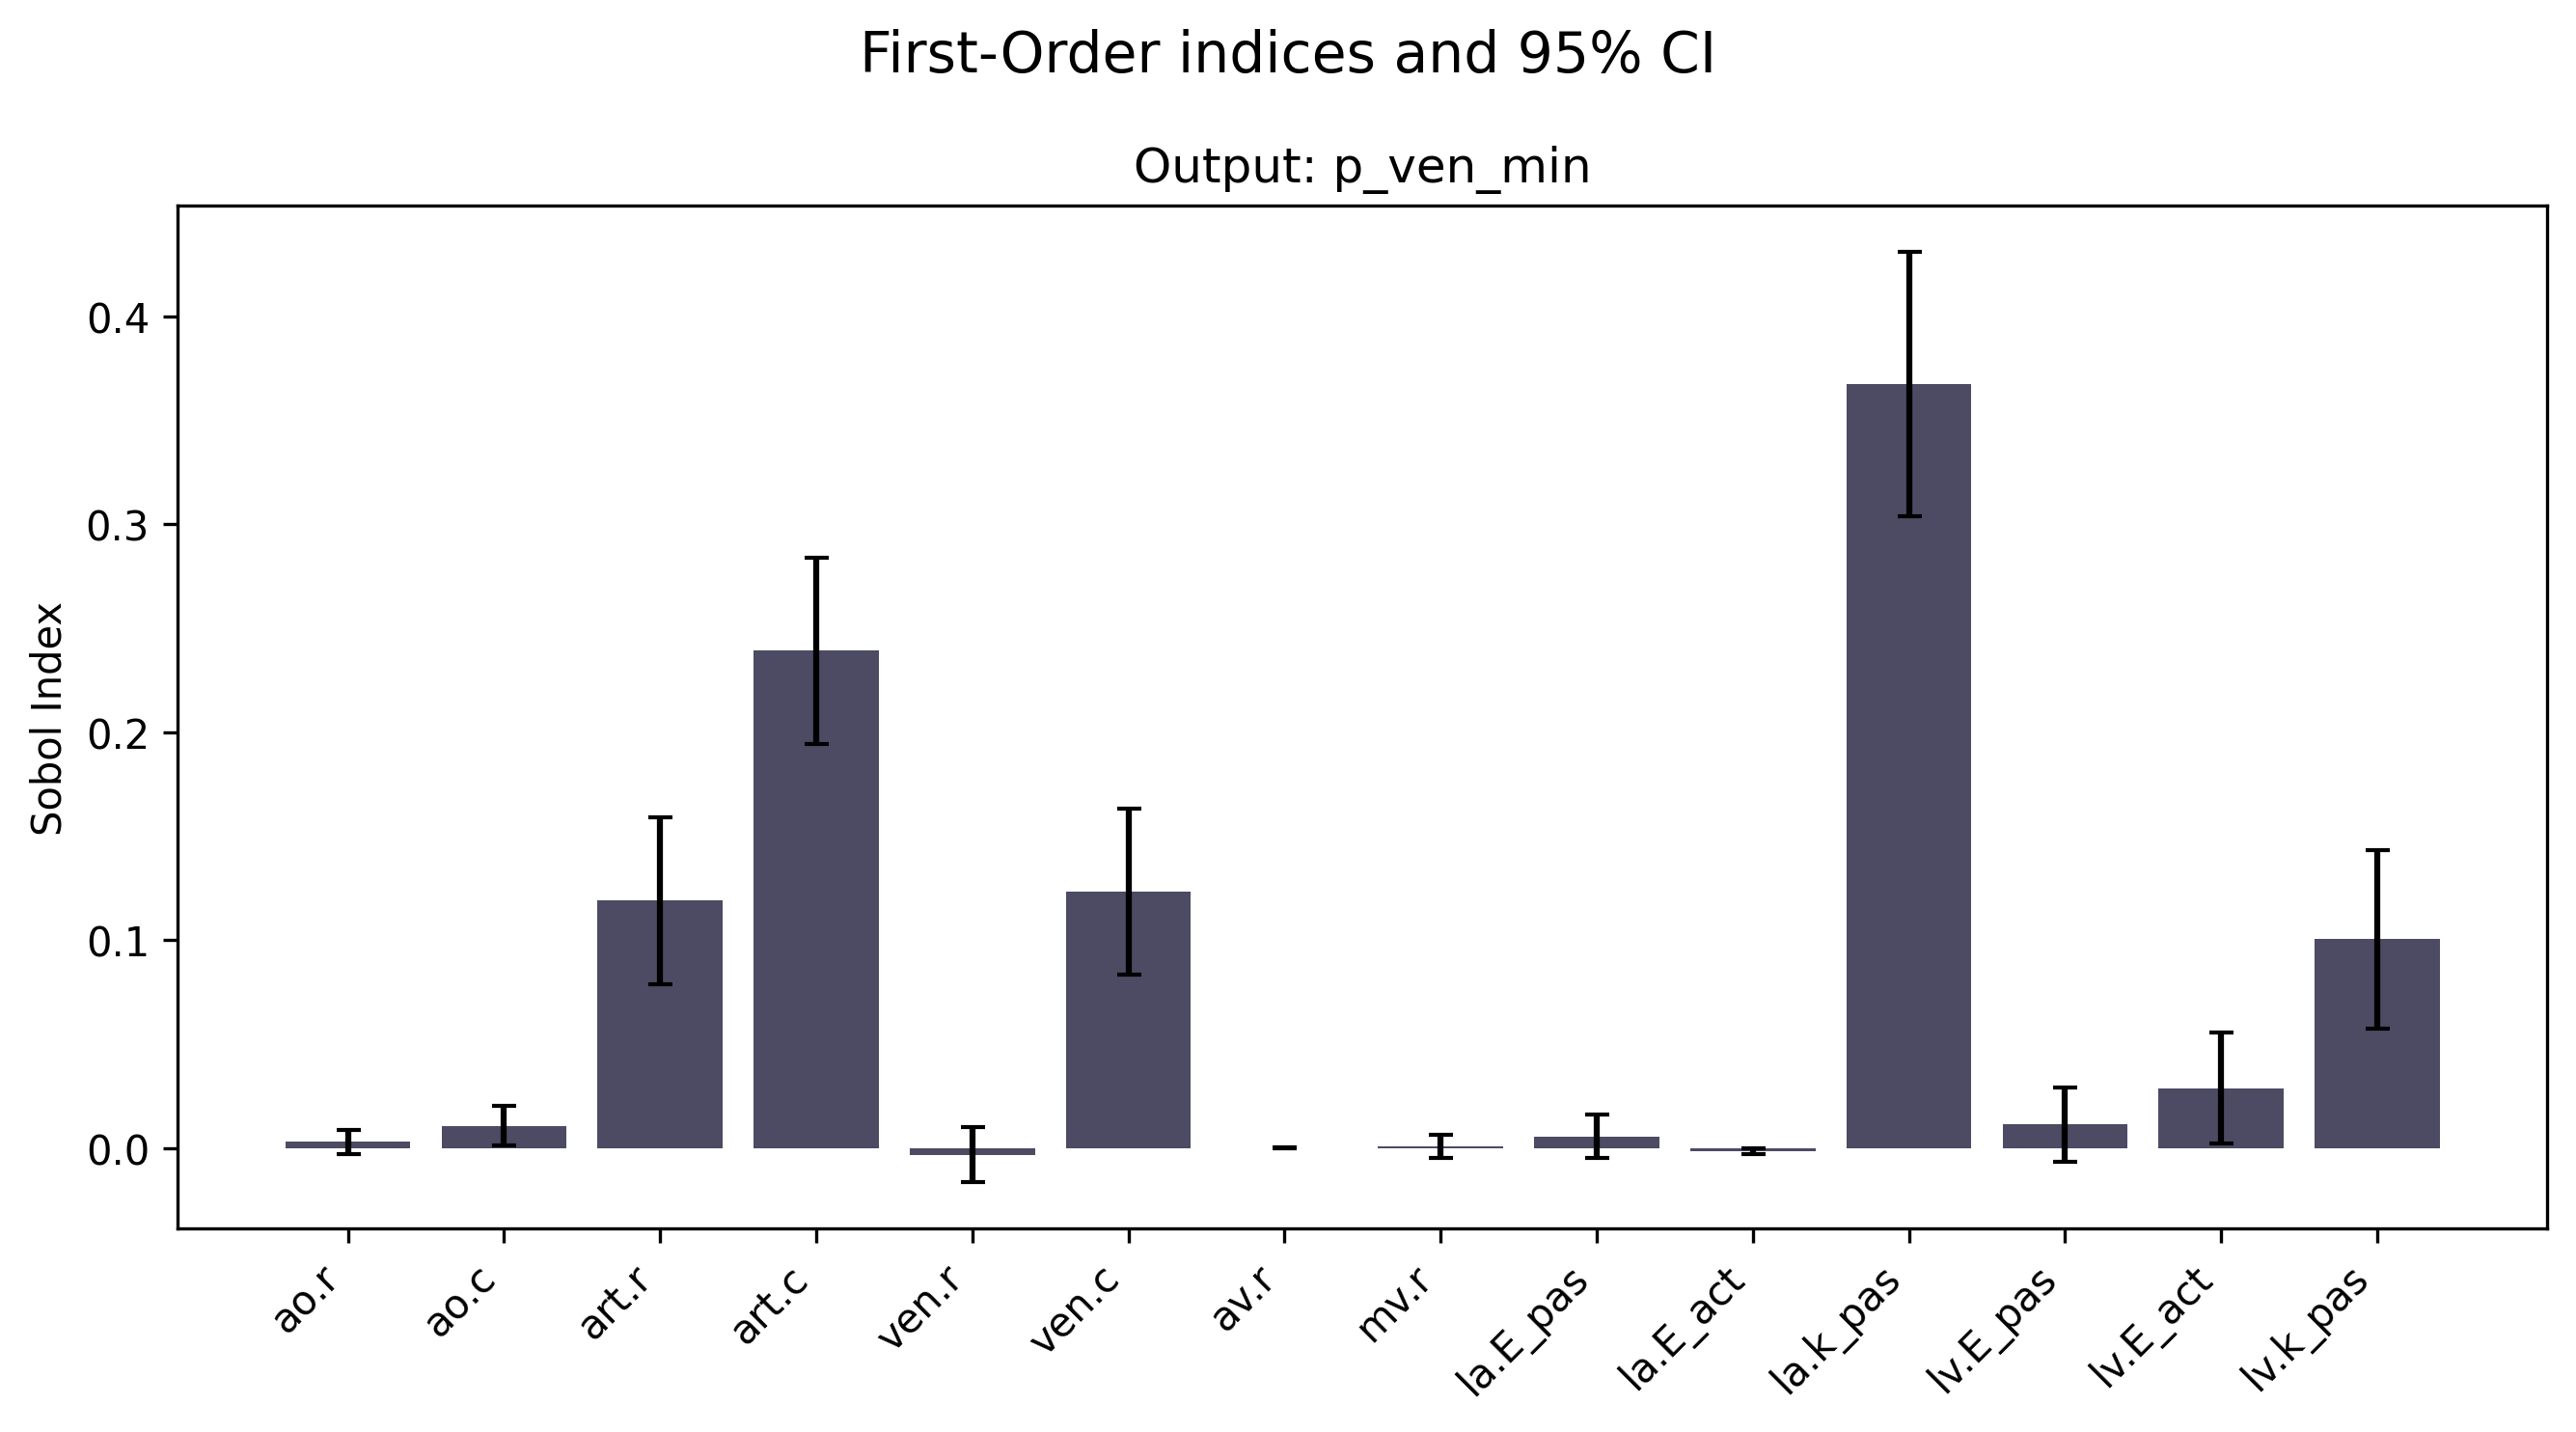 First-Order indices and 95% CI
Output: p_ven_min
Sobol Index
0.4
0.3
0.2
0.1
0.0
ao.r
ao.c
art.r
art.c
ven.r
ven.c
av.r
mv.r
la.E_pas
la.E_act
la.k_pas
lv.E_pas
lv.E_act
lv.k_pas